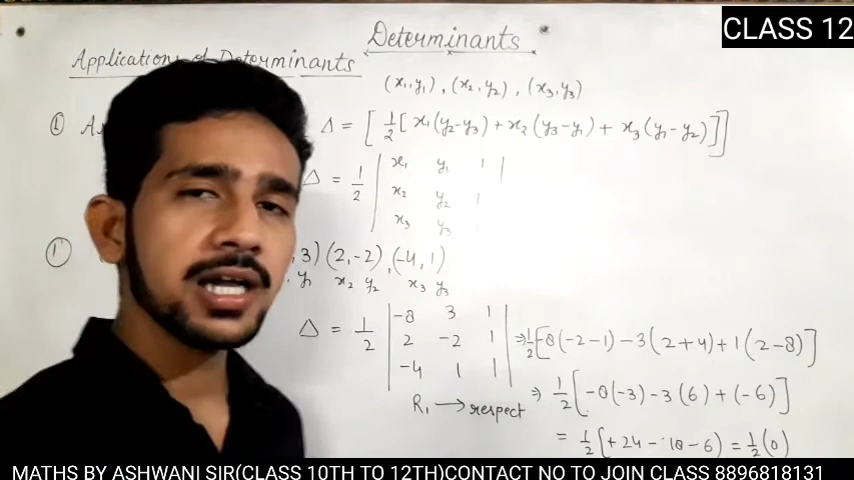 CLASS 12
Determinants
Applications of Determinants
(x₁,y₁), (x₂,y₂), (x₃,y₃)
Δ = [ 1/2 [ x₁(y₂-y₃) + x₂(y₃-y₁) + x₃(y₁-y₂) ] ]
Δ = 1/2 | x₁ y₁ 1 |
x₂ y₂ 1
x₃ y₃
, 3) (2,-2), (-4, 1)
y₁ x₂ y₂ x₃ y₃
Δ = 1/2 | -8 3 1 |
2 -2 1
-4 1 1
⇒ 1/2 [-8(-2-1) -3(2+4) +1(2-8)]
R₁ → respect
⇒ 1/2 [-8(-3) -3(6) + (-6)]
= 1/2 [+24 - 18 - 6) = 1/2 (0)
MATHS BY ASHWANI SIR(CLASS 10TH TO 12TH)CONTACT NO TO JOIN CLASS 8896818131